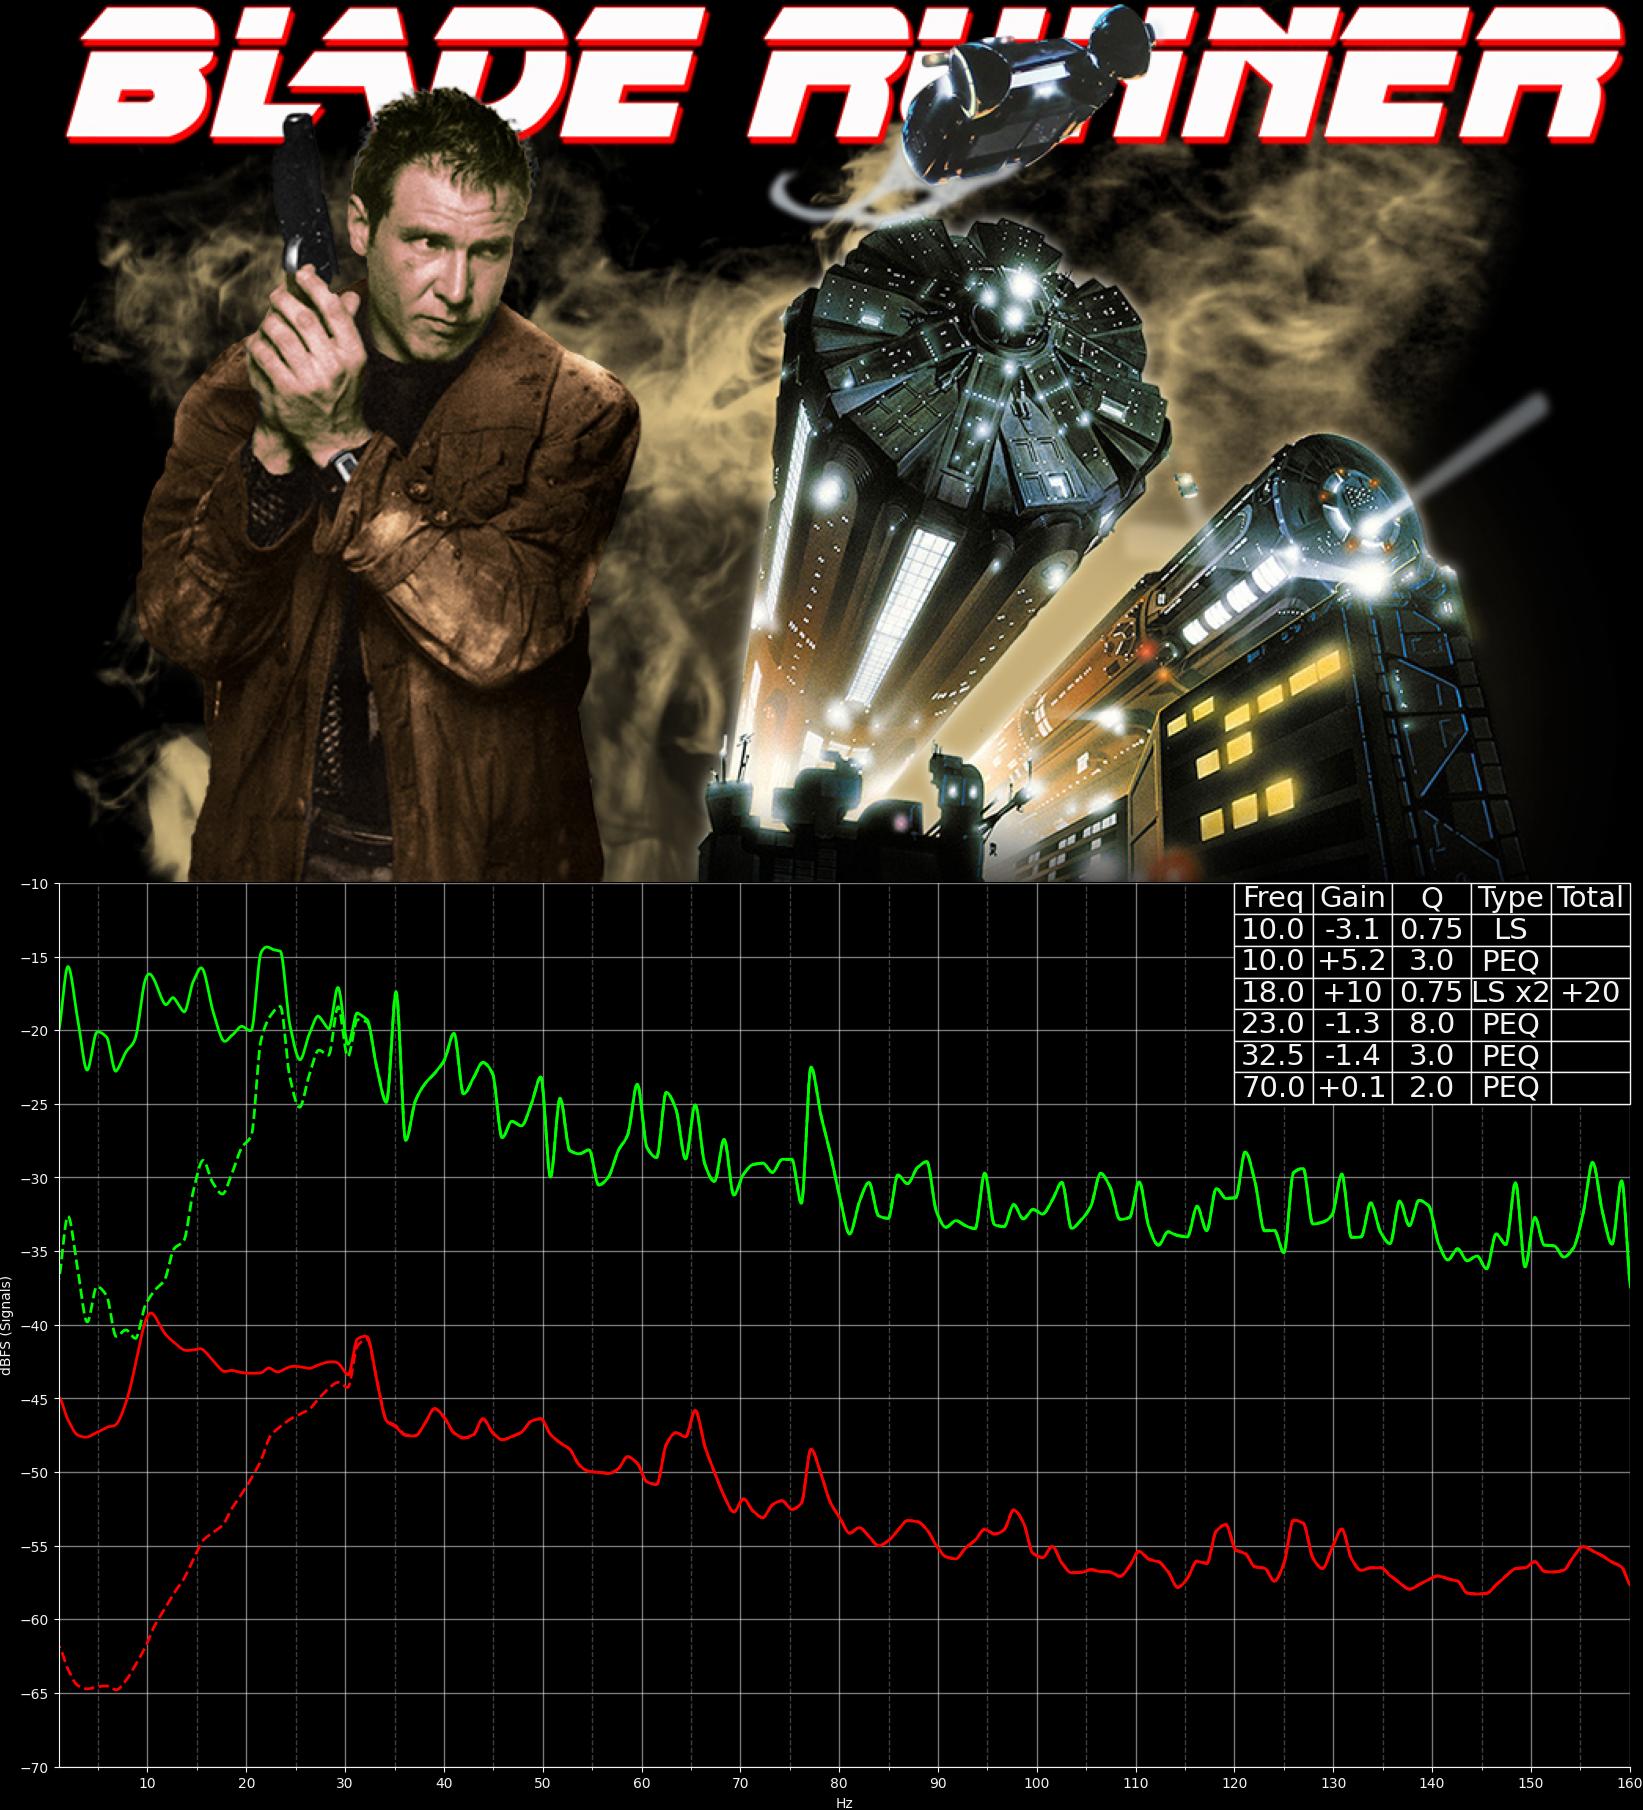 BLADE RUNNER
Freq Gain Q Type Total
10.0 -3.1 0.75 LS
10.0 +5.2 3.0 PEQ
18.0 +10 0.75 LS x2 +20
23.0 -1.3 8.0 PEQ
32.5 -1.4 3.0 PEQ
70.0 +0.1 2.0 PEQ
−10
−15
−20
−25
−30
−35
−40
−45
−50
−55
−60
−65
−70
dBFS (Signals)
10 20 30 40 50 60 70 80 90 100 110 120 130 140 150 160
Hz